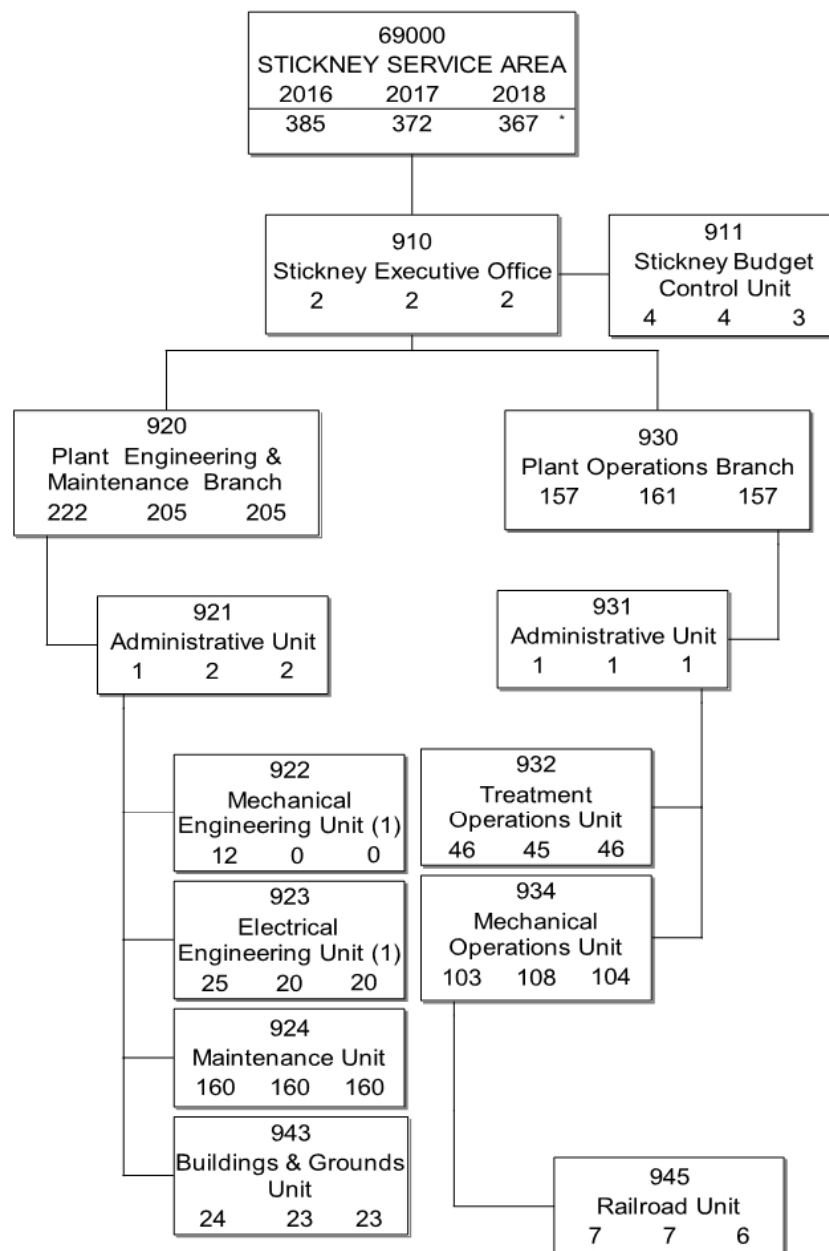 69000
STICKNEY SERVICE AREA
2016 2017 2018
385 372 367 *
910
Stickney Executive Office
2 2 2
911
Stickney Budget
Control Unit
4 4 3
920
Plant Engineering &
Maintenance Branch
222 205 205
930
Plant Operations Branch
157 161 157
921
Administrative Unit
1 2 2
931
Administrative Unit
1 1 1
922
Mechanical
Engineering Unit (1)
12 0 0
932
Treatment
Operations Unit
46 45 46
923
Electrical
Engineering Unit (1)
25 20 20
934
Mechanical
Operations Unit
103 108 104
924
Maintenance Unit
160 160 160
943
Buildings & Grounds
Unit
24 23 23
945
Railroad Unit
7 7 6